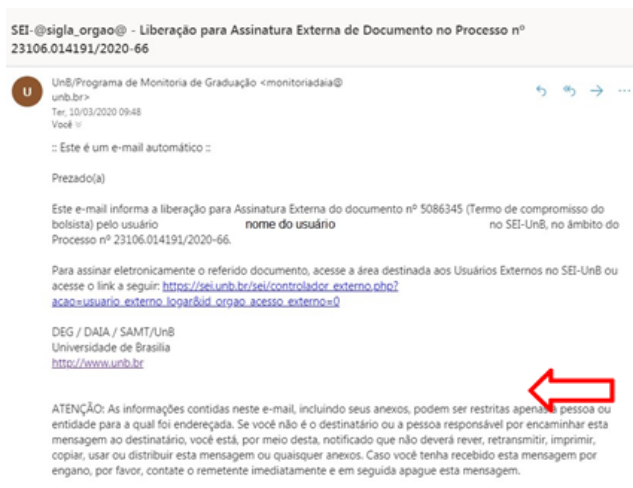 SEI-@sigla_orgao@ - Liberação para Assinatura Externa de Documento no Processo nº
23106.014191/2020-66
U
UnB/Programa de Monitoria de Graduação <monitoriadaia@
unb.br>
Ter, 10/03/2020 09:48
Você
:: Este é um e-mail automático ::
Prezado(a)
Este e-mail informa a liberação para Assinatura Externa do documento nº 5086345 (Termo de compromisso do
bolsista) pelo usuário nome do usuário no SEI-UnB, no âmbito do
Processo nº 23106.014191/2020-66.
Para assinar eletronicamente o referido documento, acesse a área destinada aos Usuários Externos no SEI-UnB ou
acesse o link a seguir: https://sei.unb.br/sei/controlador_externo.php?
acao=usuario_externo_logar&id_orgao_acesso_externo=0
DEG / DAIA / SAMT/UnB
Universidade de Brasilia
http://www.unb.br
ATENÇÃO: As informações contidas neste e-mail, incluindo seus anexos, podem ser restritas apenas à pessoa ou
entidade para a qual foi endereçada. Se você não é o destinatário ou a pessoa responsável por encaminhar esta
mensagem ao destinatário, você está, por meio desta, notificado que não deverá rever, retransmitir, imprimir,
copiar, usar ou distribuir esta mensagem ou quaisquer anexos. Caso você tenha recebido esta mensagem por
engano, por favor, contate o remetente imediatamente e em seguida apague esta mensagem.